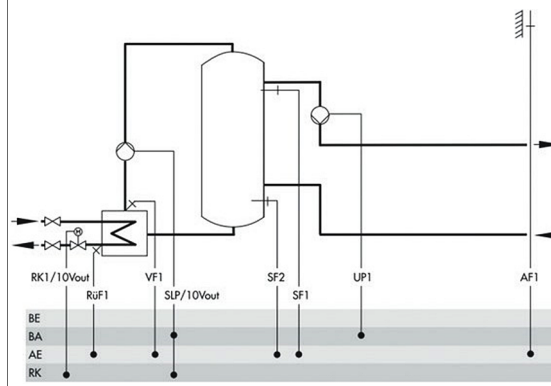 RK1/10Vout
VF1
SF2
UP1
AF1
RüF1
SLP/10Vout
SF1
BE
BA
AE
RK